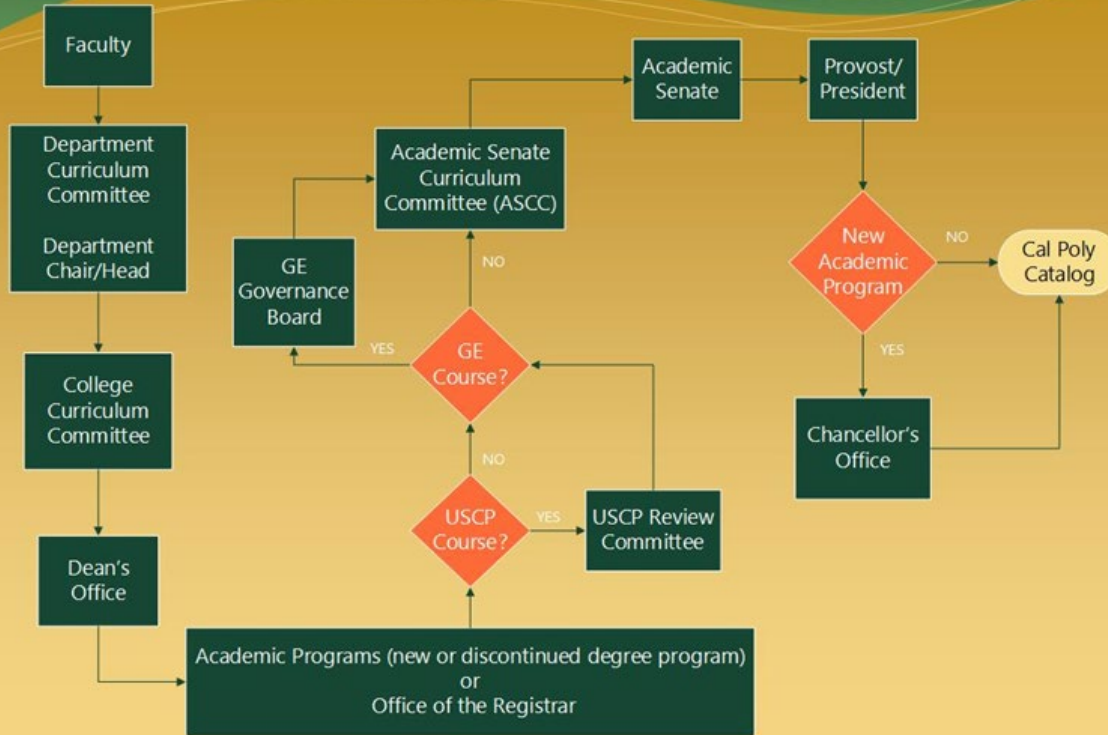 Faculty
Department
Curriculum
Committee
Department
Chair/Head
College
Curriculum
Committee
Dean's
Office
Academic Programs (new or discontinued degree program)
or
Office of the Registrar
USCP
Course?
YES
USCP Review
Committee
NO
GE
Course?
YES
GE
Governance
Board
NO
Academic Senate
Curriculum
Committee (ASCC)
Academic
Senate
Provost/
President
New
Academic
Program
NO
Cal Poly
Catalog
YES
Chancellor's
Office